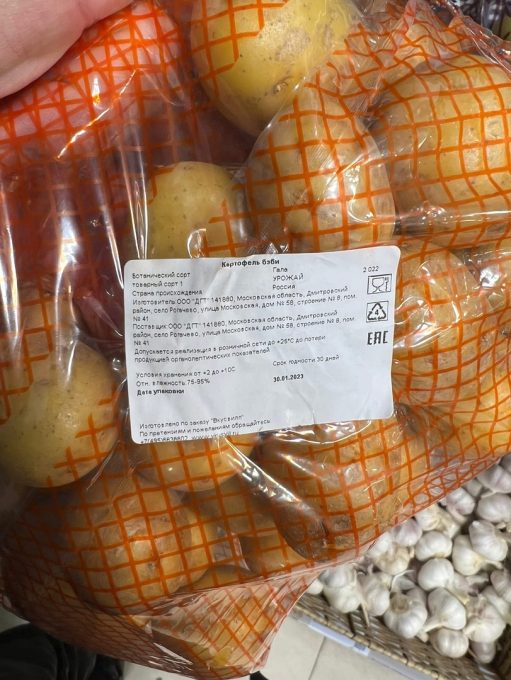 Картофель бэби
Ботанический сорт Гала 2 022
товарный сорт 1 УРОЖАЙ
Страна происхождения Россия
Изготовитель ООО "ДГТ" 141880, Московская область, Дмитровский
район, село Рогачево, улица Московская, дом № 58, строение № 8, пом.
№ 41
Поставщик ООО "ДГТ" 141880, Московская область, Дмитровский
район, село Рогачево, улица Московская, дом № 58, строение № 8, пом.
№ 41
Допускается реализация в розничной сети до +25°С до потери
продукцией органолептических показателей
Условия хранения от +2 до +10С Срок годности 30 дней
Отн. влажность 75-95%
Дата упаковки 30.01.2023
EAC
Изготовлено по заказу "Вкусвилл"
По претензиям и пожеланиям обращайтесь